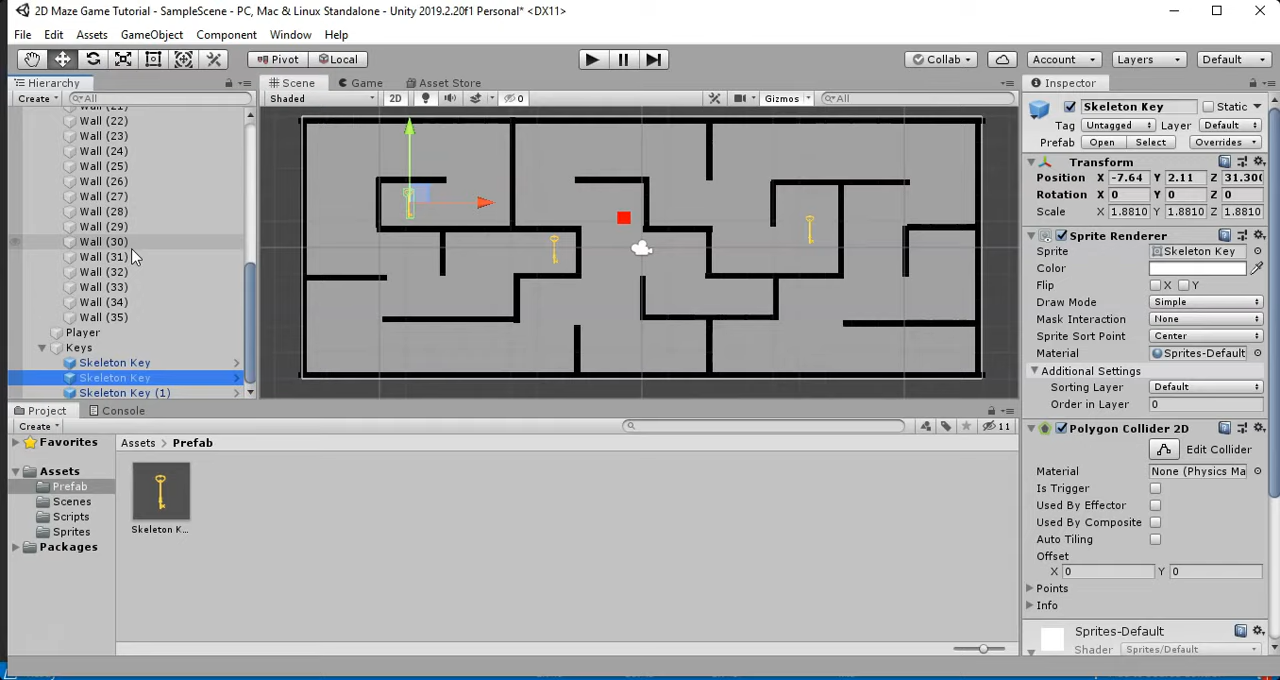 2D Maze Game Tutorial - SampleScene - PC, Mac & Linux Standalone - Unity 2019.2.20f1 Personal* <DX11>
File Edit Assets GameObject Component Window Help
Pivot Local Collab Account Layers Default
Hierarchy Scene Game Asset Store Inspector
Create All Shaded 2D 0 Gizmos All
Skeleton Key Static
Wall (21)
Wall (22)
Wall (23)
Wall (24)
Wall (25)
Wall (26)
Wall (27)
Wall (28)
Wall (29)
Wall (30)
Wall (31)
Wall (32)
Wall (33)
Wall (34)
Wall (35)
Player
Keys
Skeleton Key
Skeleton Key
Skeleton Key (1)
Tag Untagged Layer Default
Prefab Open Select Overrides
Transform
Position X -7.64 Y 2.11 Z 31.300
Rotation X 0 Y 0 Z 0
Scale X 1.8810 Y 1.8810 Z 1.8810
Sprite Renderer
Sprite Skeleton Key
Color
Flip X Y
Draw Mode Simple
Mask Interaction None
Sprite Sort Point Center
Material Sprites-Default
Additional Settings
Sorting Layer Default
Order in Layer 0
Polygon Collider 2D
Edit Collider
Material None (Physics Ma
Is Trigger
Used By Effector
Used By Composite
Auto Tiling
Offset
X 0 Y 0
Points
Info
Sprites-Default
Shader Sprites/Default
Project Console
Create 11
Favorites
Assets
Prefab
Scenes
Scripts
Sprites
Packages
Assets > Prefab
Skeleton K...